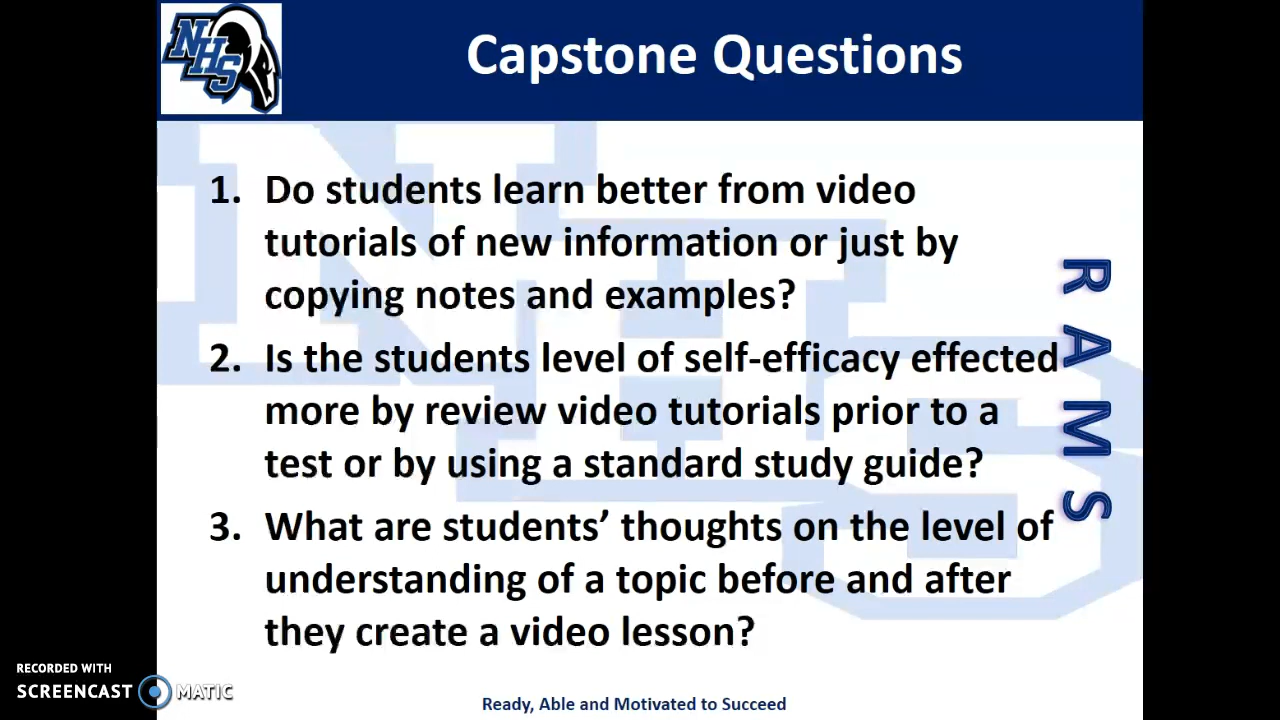 NHS
Capstone Questions
1. Do students learn better from video
tutorials of new information or just by
copying notes and examples?
2. Is the students level of self-efficacy effected
more by review video tutorials prior to a
test or by using a standard study guide?
3. What are students’ thoughts on the level of
understanding of a topic before and after
they create a video lesson?
RAMS
RECORDED WITH
SCREENCAST MATIC
Ready, Able and Motivated to Succeed